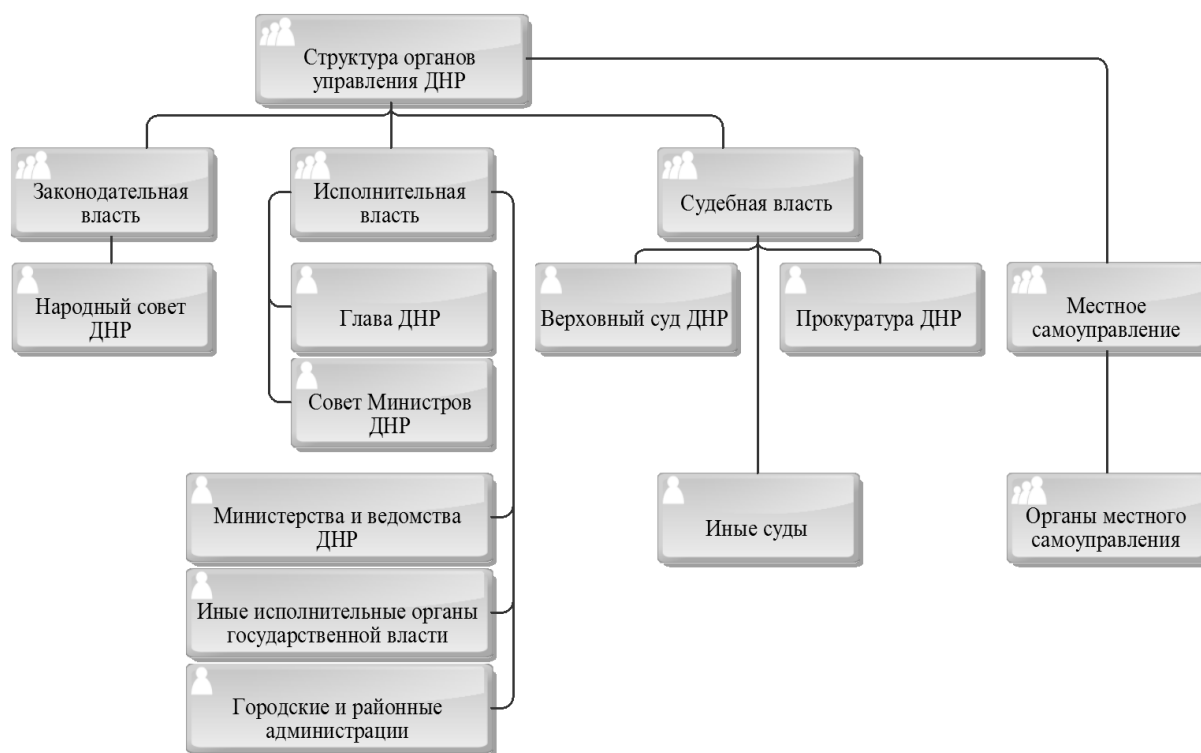 Структура органов
управления ДНР
Законодательная
власть
Исполнительная
власть
Судебная власть
Народный совет
ДНР
Глава ДНР
Верховный суд ДНР
Прокуратура ДНР
Местное
самоуправление
Совет Министров
ДНР
Министерства и ведомства
ДНР
Иные суды
Органы местного
самоуправления
Иные исполнительные органы
государственной власти
Городские и районные
администрации